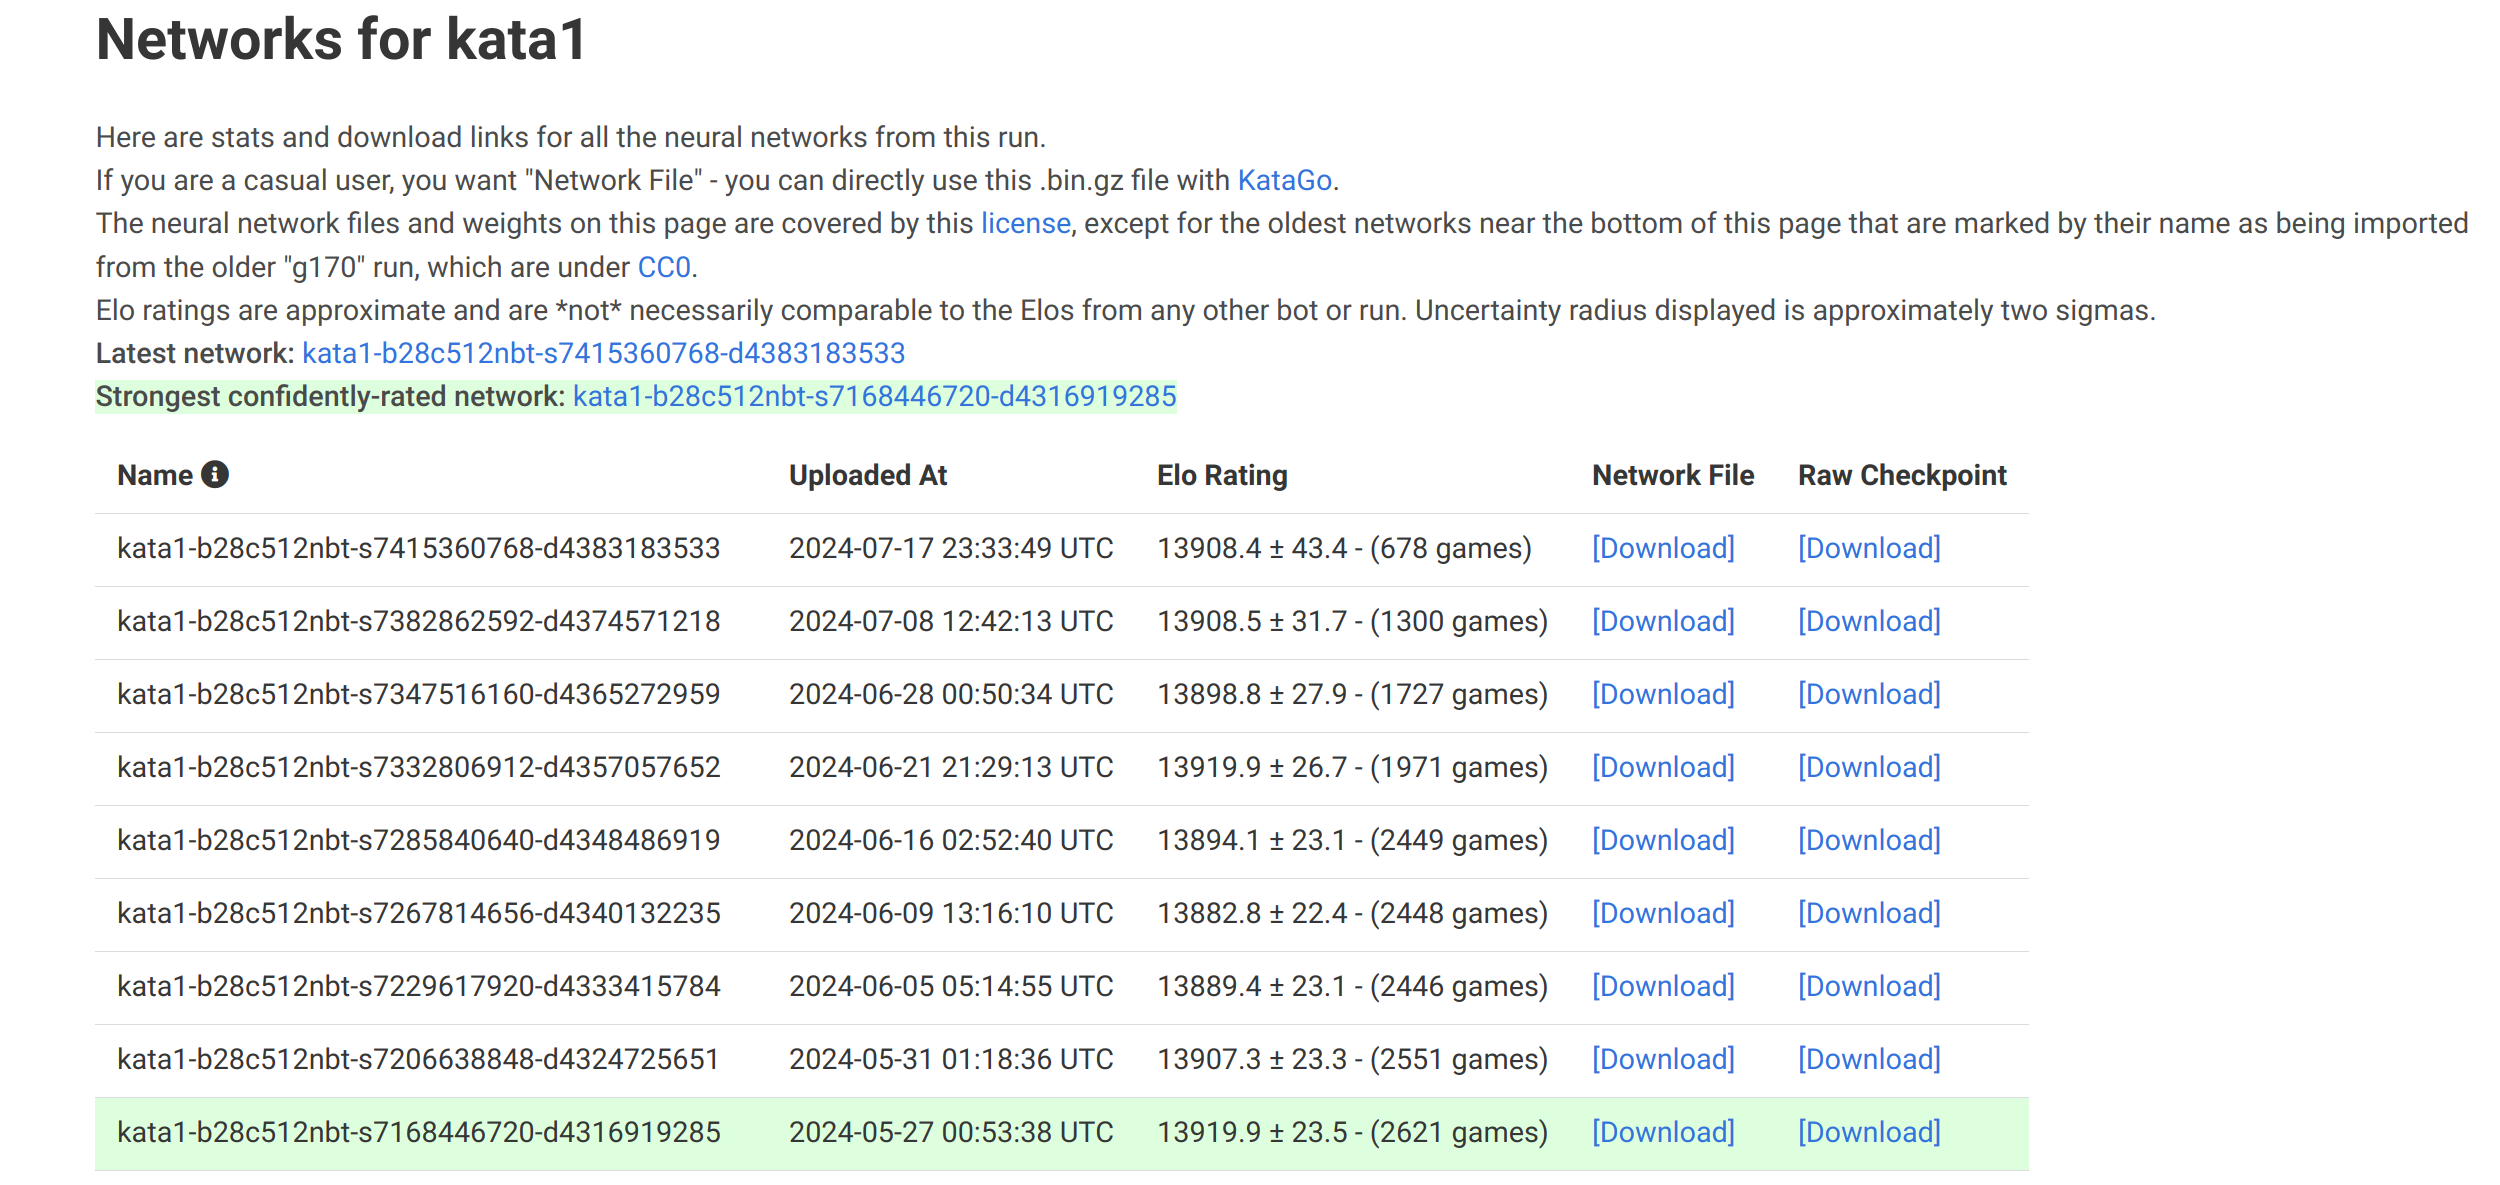 Networks for kata1
Here are stats and download links for all the neural networks from this run.
If you are a casual user, you want "Network File" - you can directly use this .bin.gz file with KataGo.
The neural network files and weights on this page are covered by this license, except for the oldest networks near the bottom of this page that are marked by their name as being imported
from the older "g170" run, which are under CC0.
Elo ratings are approximate and are *not* necessarily comparable to the Elos from any other bot or run. Uncertainty radius displayed is approximately two sigmas.
Latest network: kata1-b28c512nbt-s7415360768-d4383183533
Strongest confidently-rated network: kata1-b28c512nbt-s7168446720-d4316919285
Name Uploaded At Elo Rating Network File Raw Checkpoint
kata1-b28c512nbt-s7415360768-d4383183533 2024-07-17 23:33:49 UTC 13908.4 ± 43.4 - (678 games) [Download] [Download]
kata1-b28c512nbt-s7382862592-d4374571218 2024-07-08 12:42:13 UTC 13908.5 ± 31.7 - (1300 games) [Download] [Download]
kata1-b28c512nbt-s7347516160-d4365272959 2024-06-28 00:50:34 UTC 13898.8 ± 27.9 - (1727 games) [Download] [Download]
kata1-b28c512nbt-s7332806912-d4357057652 2024-06-21 21:29:13 UTC 13919.9 ± 26.7 - (1971 games) [Download] [Download]
kata1-b28c512nbt-s7285840640-d4348486919 2024-06-16 02:52:40 UTC 13894.1 ± 23.1 - (2449 games) [Download] [Download]
kata1-b28c512nbt-s7267814656-d4340132235 2024-06-09 13:16:10 UTC 13882.8 ± 22.4 - (2448 games) [Download] [Download]
kata1-b28c512nbt-s7229617920-d4333415784 2024-06-05 05:14:55 UTC 13889.4 ± 23.1 - (2446 games) [Download] [Download]
kata1-b28c512nbt-s7206638848-d4324725651 2024-05-31 01:18:36 UTC 13907.3 ± 23.3 - (2551 games) [Download] [Download]
kata1-b28c512nbt-s7168446720-d4316919285 2024-05-27 00:53:38 UTC 13919.9 ± 23.5 - (2621 games) [Download] [Download]